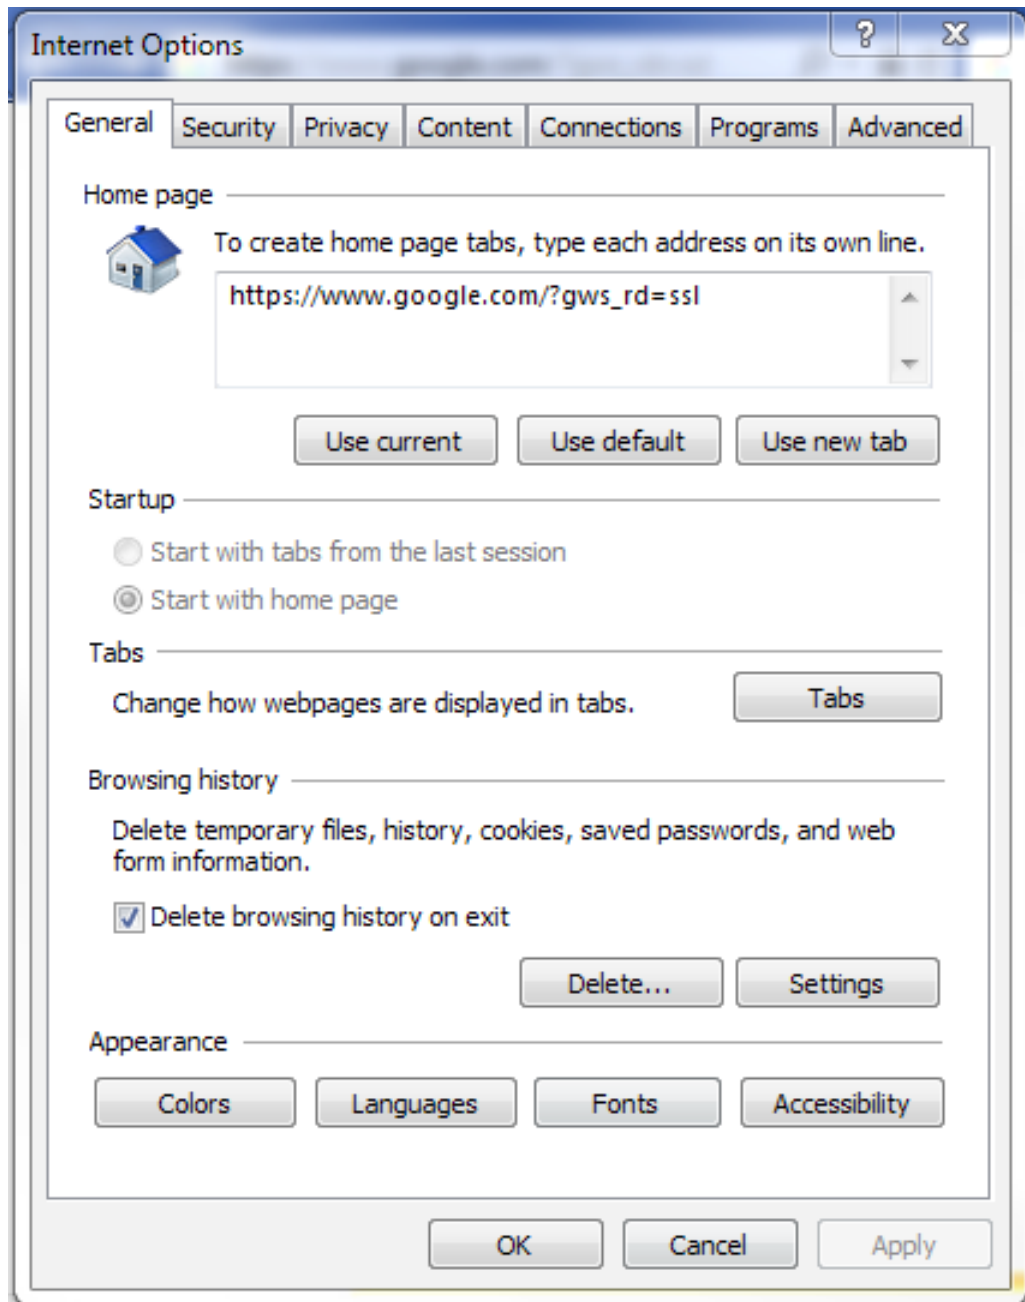 Internet Options
General Security Privacy Content Connections Programs Advanced
Home page
To create home page tabs, type each address on its own line.
https://www.google.com/?gws_rd=ssl
Use current Use default Use new tab
Startup
Start with tabs from the last session
Start with home page
Tabs
Change how webpages are displayed in tabs.
Tabs
Browsing history
Delete temporary files, history, cookies, saved passwords, and web
form information.
Delete browsing history on exit
Delete... Settings
Appearance
Colors Languages Fonts Accessibility
OK Cancel Apply